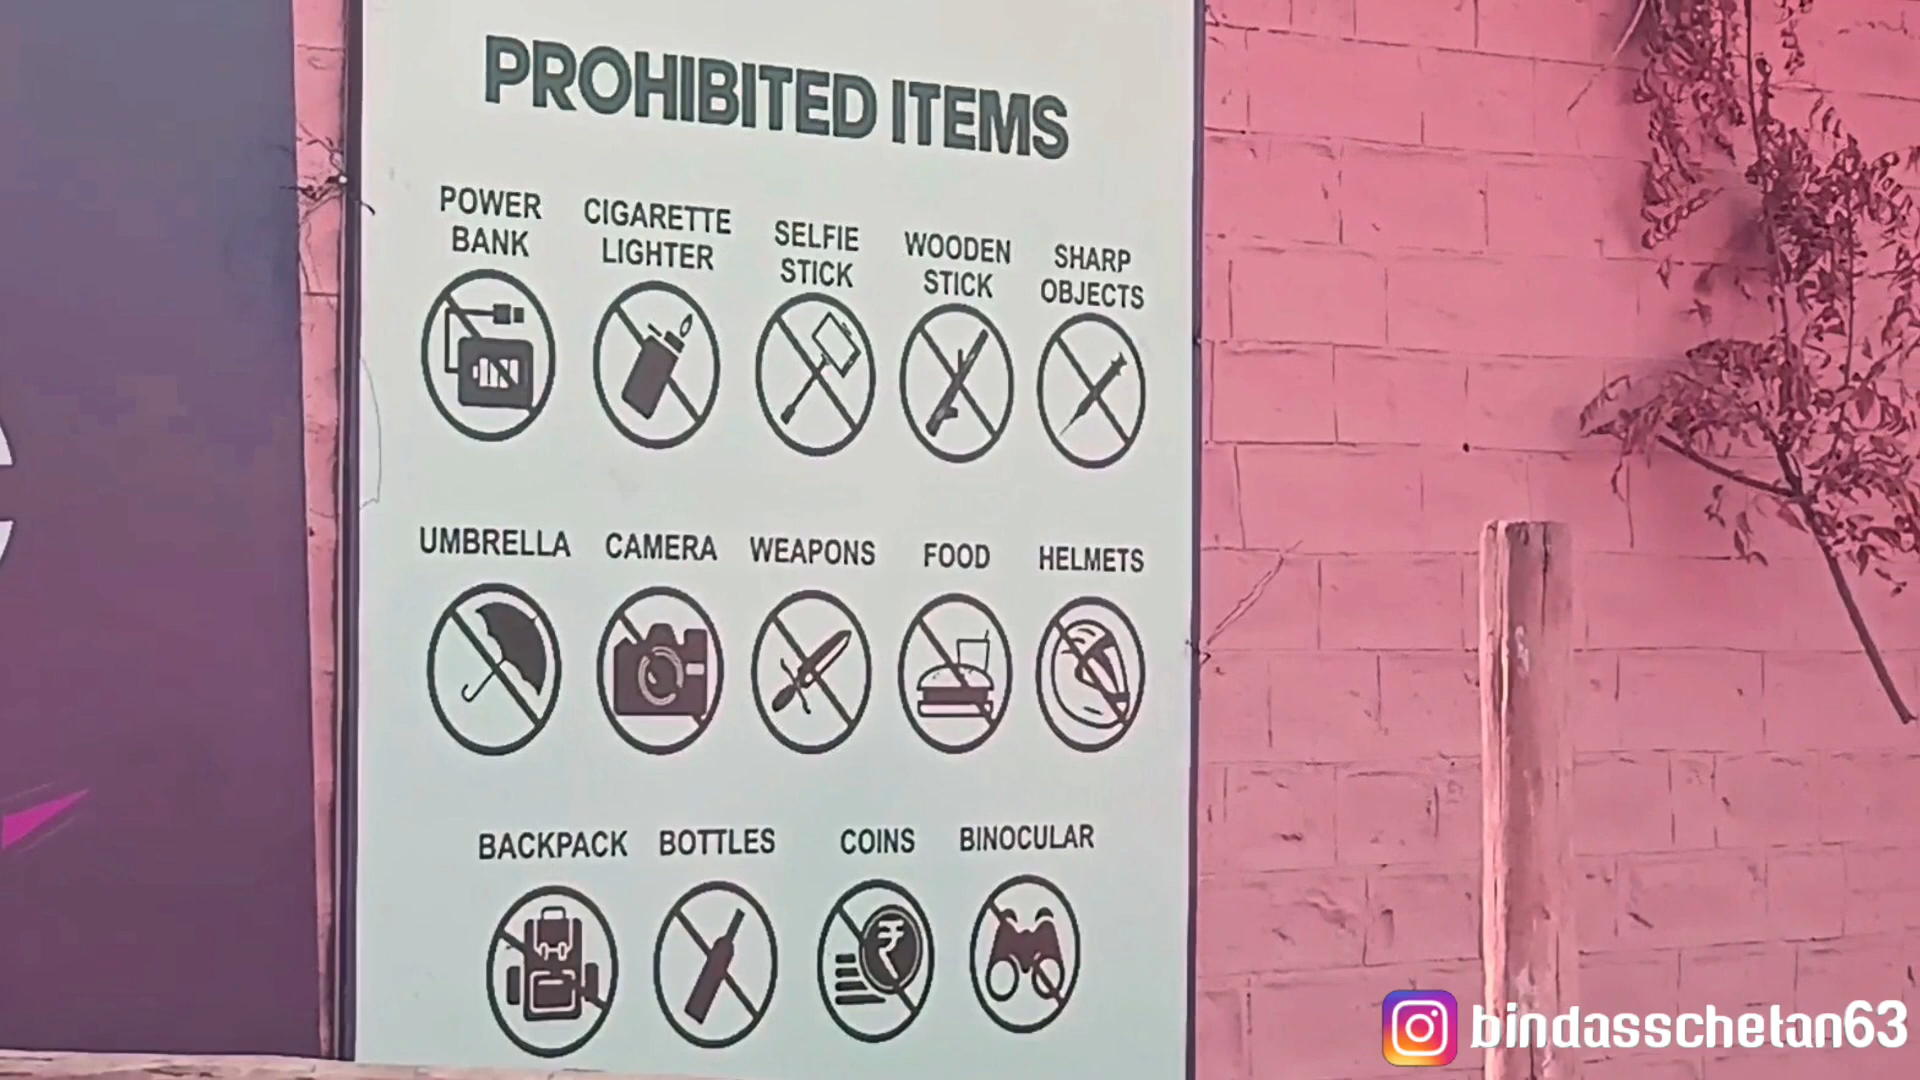 PROHIBITED ITEMS
POWER
BANK
CIGARETTE
LIGHTER
SELFIE
STICK
WOODEN
STICK
SHARP
OBJECTS
UMBRELLA
CAMERA
WEAPONS
FOOD
HELMETS
BACKPACK
BOTTLES
COINS
BINOCULAR
₹
bindasschetan63